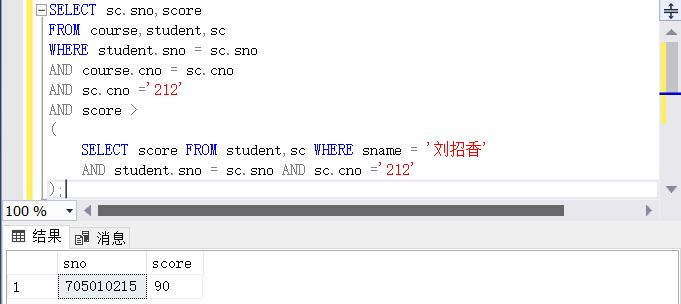 SELECT sc.sno,score
FROM course,student,sc
WHERE student.sno = sc.sno
AND course.cno = sc.cno
AND sc.cno ='212'
AND score >
(
SELECT score FROM student,sc WHERE sname = '刘招香'
AND student.sno = sc.sno AND sc.cno ='212'
);
100 %
结果 消息
sno score
1 705010215 90